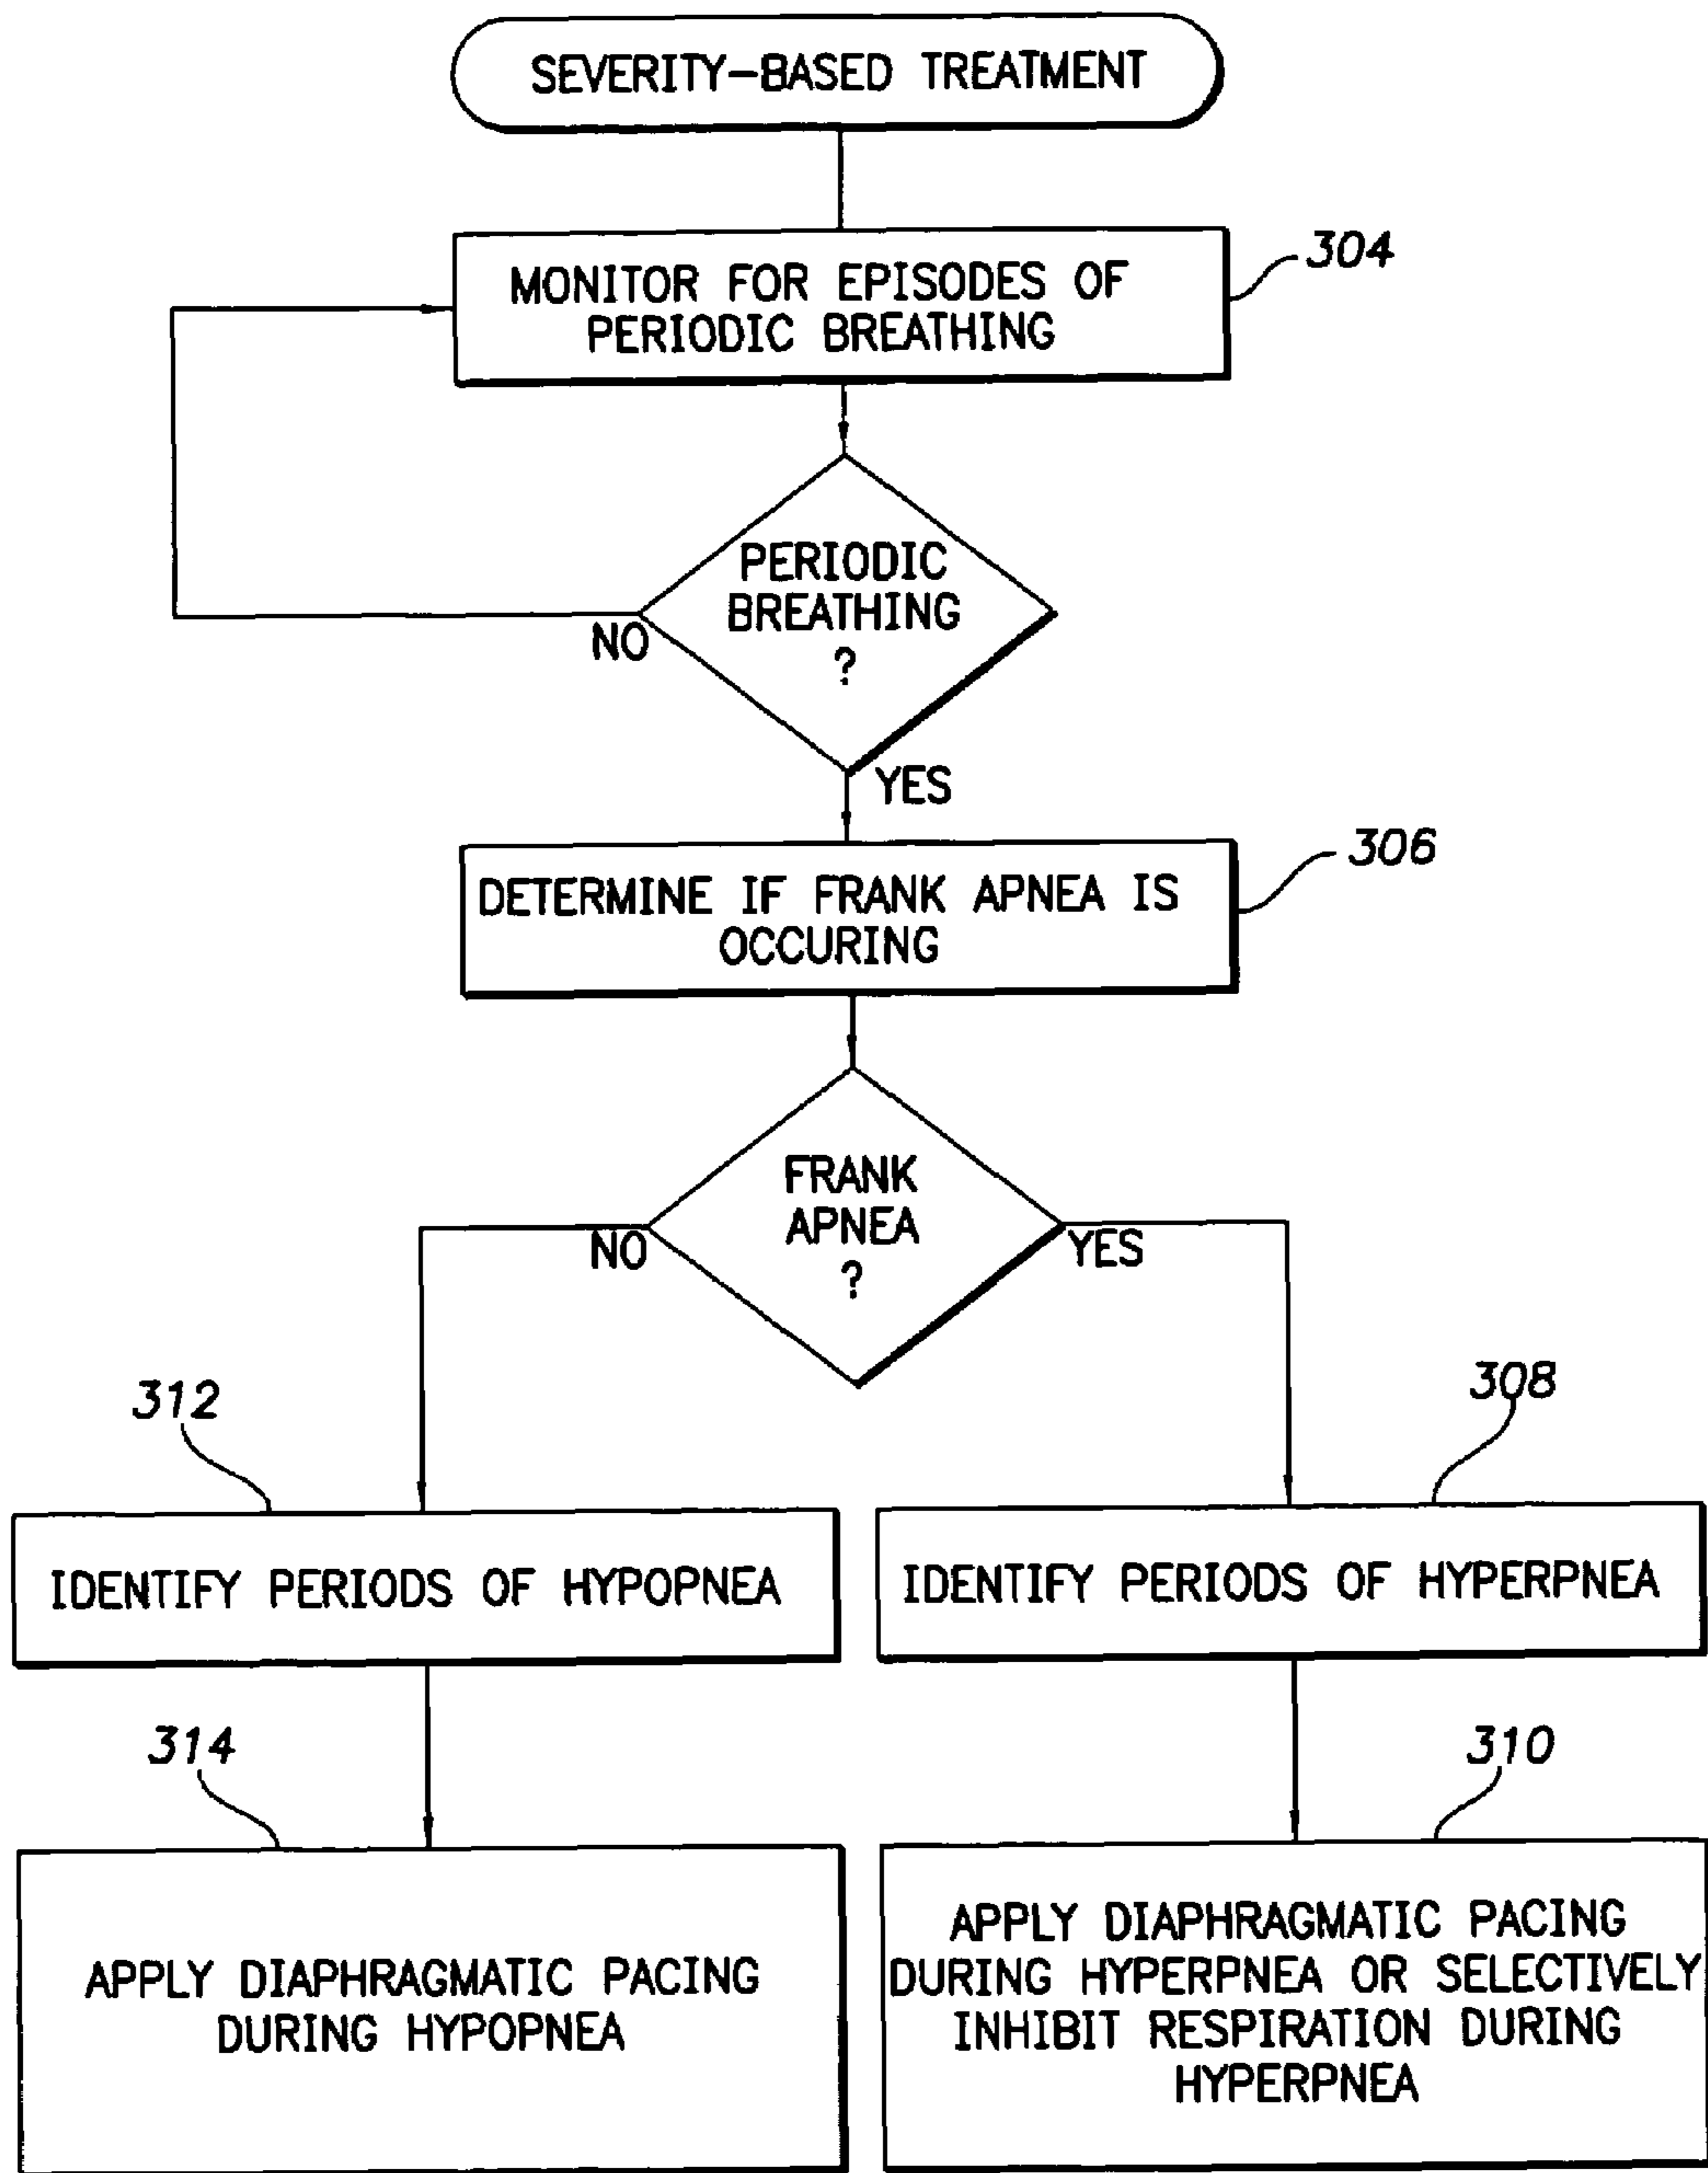 SEVERITY-BASED TREATMENT
304
MONITOR FOR EPISODES OF
PERIODIC BREATHING
PERIODIC
BREATHING
?
NO
YES
306
DETERMINE IF FRANK APNEA IS
OCCURING
FRANK
APNEA
?
NO
YES
312
308
IDENTIFY PERIODS OF HYPOPNEA
IDENTIFY PERIODS OF HYPERPNEA
314
310
APPLY DIAPHRAGMATIC PACING
DURING HYPOPNEA
APPLY DIAPHRAGMATIC PACING
DURING HYPERPNEA OR SELECTIVELY
INHIBIT RESPIRATION DURING
HYPERPNEA